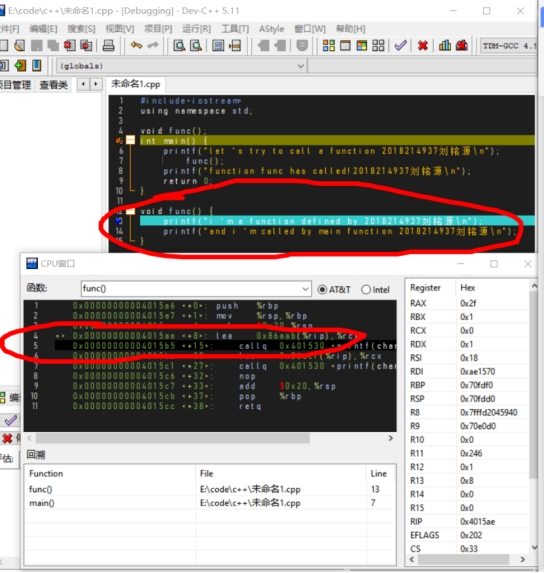 E:\code\c++\未命名1.cpp - [Debugging] - Dev-C++ 5.11
编辑[E] 搜索[S] 视图[V] 项目[P] 运行[R] 工具[T] AStyle 窗口[W] 帮助[H]
TDM-GCC 4.
(globals)
项目管理 查看类 未命名1.cpp
1 #include<iostream>
2 using namespace std;
3
4 void func();
int main() {
6 printf("let 's try to call a function 2018214937刘铭源\n");
7 func();
8 printf("function func has called!2018214937刘铭源\n");
9 return 0;
10 }
11
12 void func() {
13 printf("i 'm a function defined by 2018214937刘铭源\n");
14 printf("and i 'm called by main function 2018214937刘铭源\n");
15 }
CPU窗口
函数: func() AT&T Intel
1 0x00000000004015a6 <+0>: push %rbp
2 0x00000000004015a7 <+1>: mov %rsp,%rbp
4 => 0x00000000004015ae <+8>: lea 0x86aab(%rip),%rcx
5 0x00000000004015b5 <+15>: callq 0x401530 <printf(char
(%rip),%rcx
7 0x00000000004015c1 <+27>: callq 0x401530 <printf(char
8 0x00000000004015c6 <+32>: nop
9 0x00000000004015c7 <+33>: add $0x20,%rsp
10 0x00000000004015cb <+37>: pop %rbp
11 0x00000000004015cc <+38>: retq
Register Hex
RAX 0x2f
RBX 0x1
RCX 0x0
RDX 0x1
RSI 0x18
RDI 0xae1570
RBP 0x70fdf0
RSP 0x70fdd0
R8 0x7fffd2045940
R9 0x70e0d0
R10 0x0
R11 0x246
R12 0x1
R13 0x8
R14 0x0
R15 0x0
RIP 0x4015ae
EFLAGS 0x202
CS 0x33
回溯
Function File Line
func() E:\code\c++\未命名1.cpp 13
main() E:\code\c++\未命名1.cpp 7